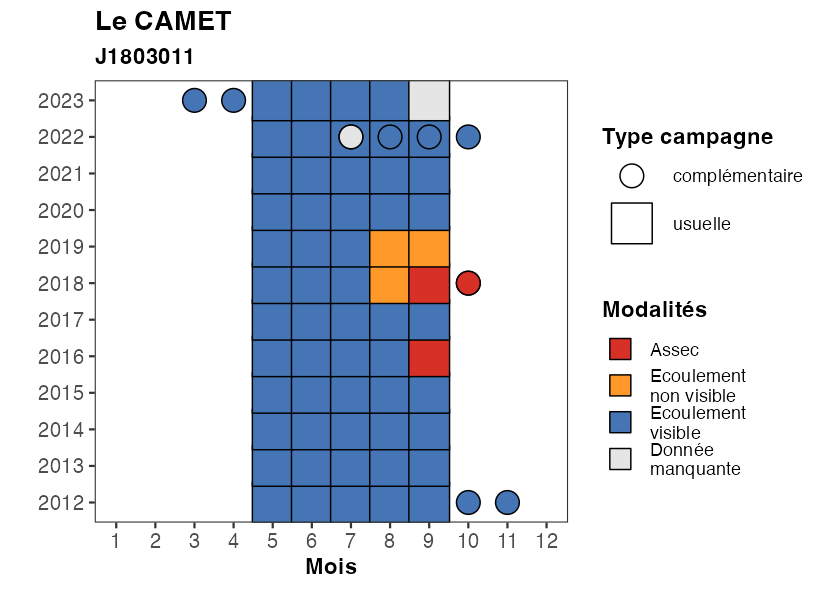 Le CAMET
J1803011
2023
2022
2021
2020
2019
2018
2017
2016
2015
2014
2013
2012
1 2 3 4 5 6 7 8 9 10 11 12
Mois
Type campagne
complémentaire
usuelle
Modalités
Assec
Ecoulement
non visible
Ecoulement
visible
Donnée
manquante